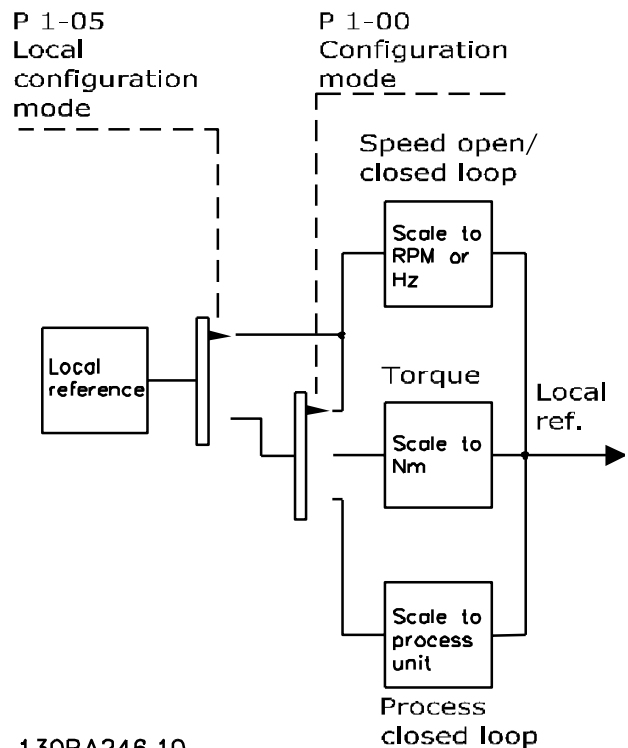 P 1-05
Local
configuration
mode
P 1-00
Configuration
mode
Speed open/
closed loop
Scale to
RPM or
Hz
Local
reference
Torque
Scale to
Nm
Local
ref.
Scale to
process
unit
Process
closed loop
130BA246.10